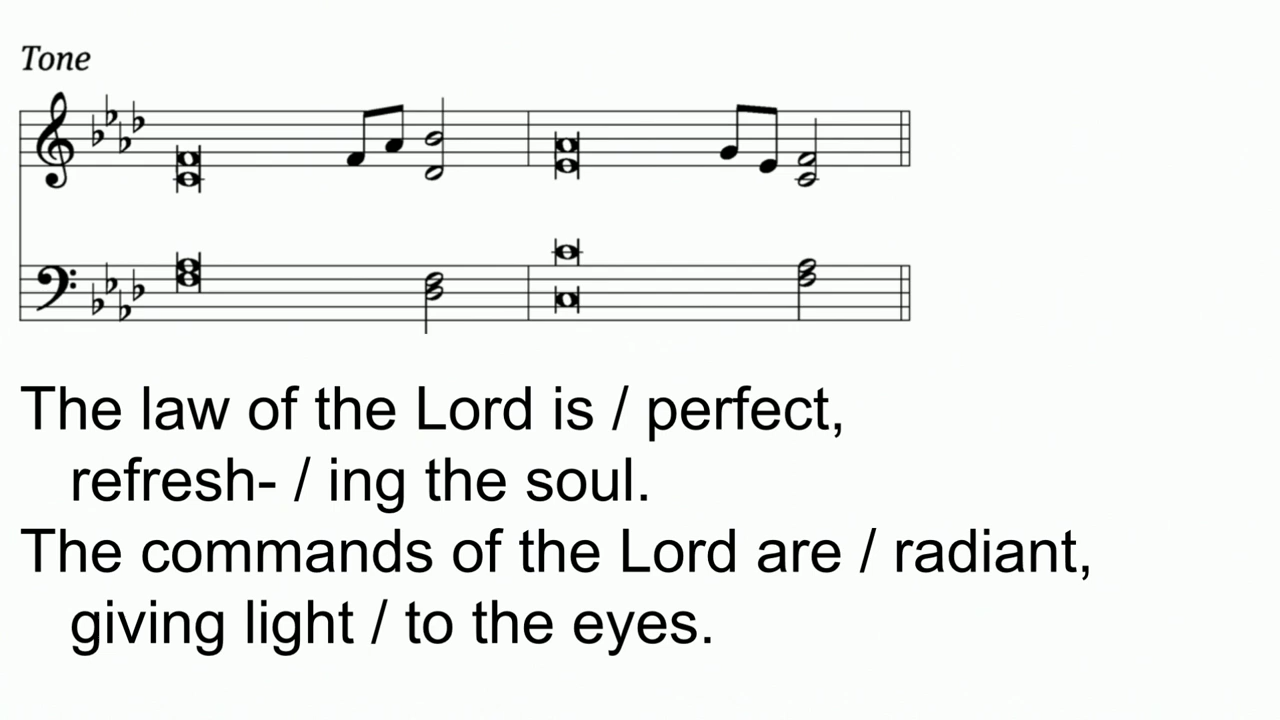 Tone
The law of the Lord is / perfect,
refresh- / ing the soul.
The commands of the Lord are / radiant,
giving light / to the eyes.